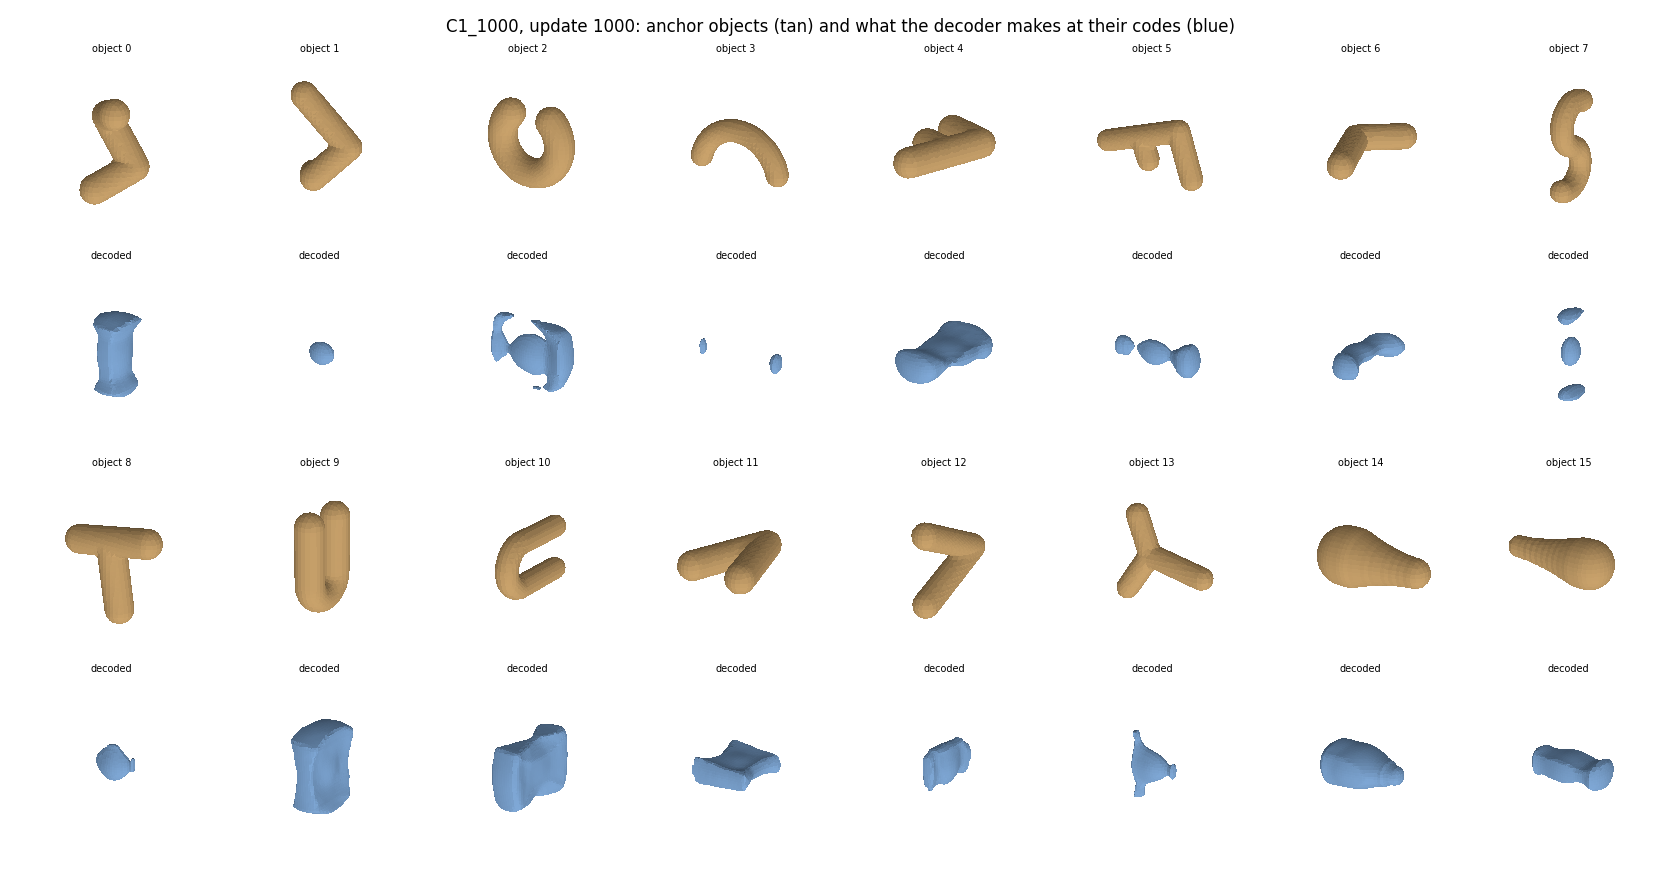 C1_1000, update 1000: anchor objects (tan) and what the decoder makes at their codes (blue)
object 0 object 1 object 2 object 3 object 4 object 5 object 6 object 7
decoded decoded decoded decoded decoded decoded decoded decoded
object 8 object 9 object 10 object 11 object 12 object 13 object 14 object 15
decoded decoded decoded decoded decoded decoded decoded decoded